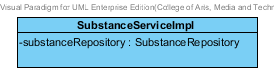 Visual Paradigm for UML Enterprise Edition(College of Arts, Media and Techn
SubstanceServiceImpl
-substanceRepository : SubstanceRepository